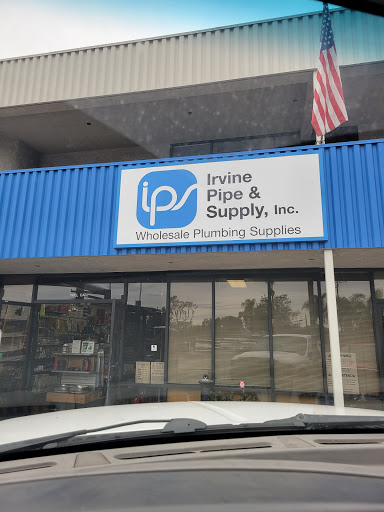 ips
Irvine
Pipe &
Supply, Inc.
Wholesale Plumbing Supplies